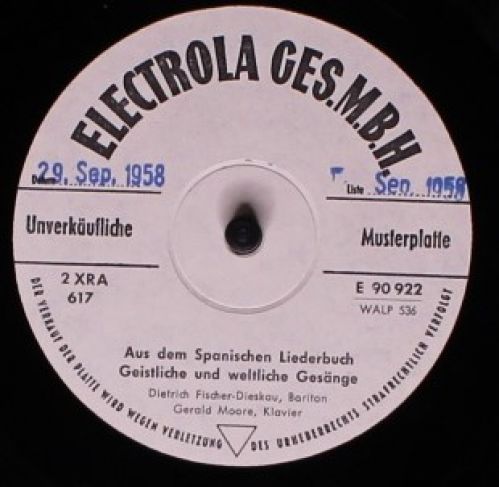 ELECTROLA GES.M.B.H.
Datum 29. Sep. 1958
Liste Sep. 1958
Unverkäufliche
Musterplatte
2 XRA
617
E 90 922
WALP 536
Aus dem Spanischen Liederbuch
Geistliche und weltliche Gesänge
Dietrich Fischer-Dieskau, Bariton
Gerald Moore, Klavier
DER VERKAUF DER PLATTE WIRD WEGEN VERLETZUNG DES URHEBERRECHTS STRAFRECHTLICH VERFOLGT